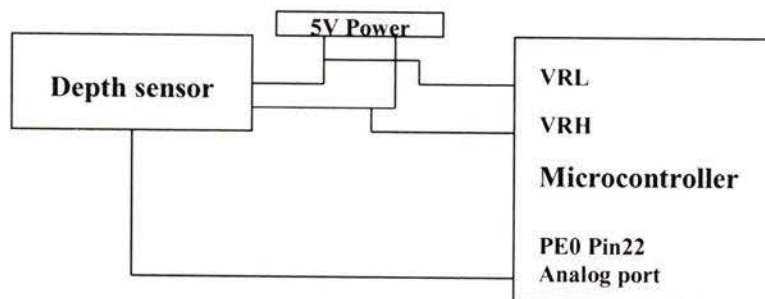 5V Power
Depth sensor
VRL
VRH
Microcontroller
PE0 Pin22
Analog port